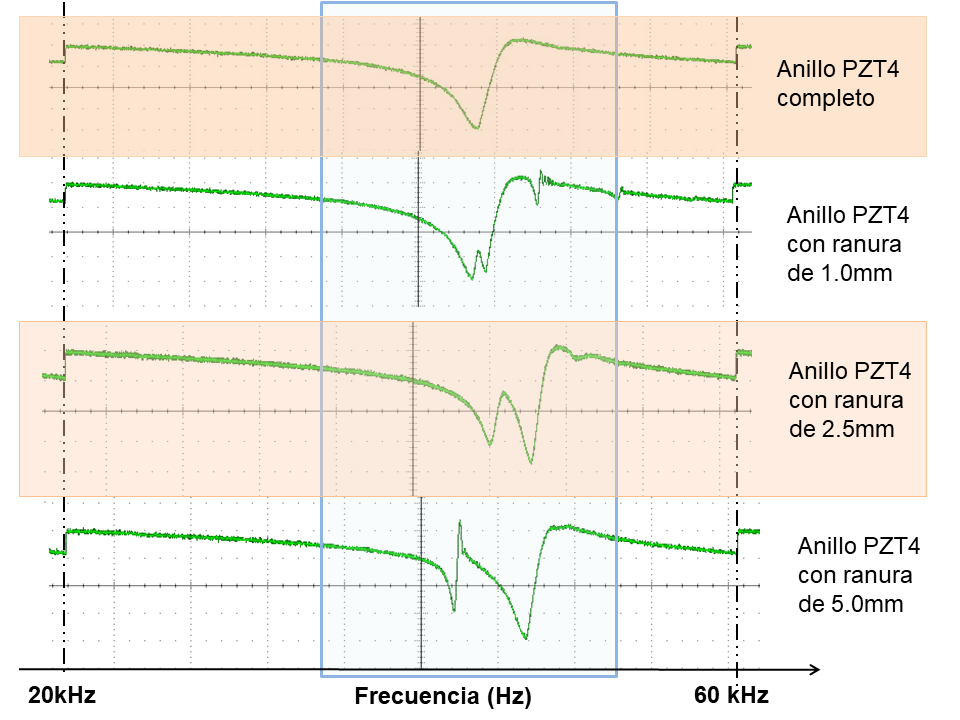 Anillo PZT4
completo
Anillo PZT4
con ranura
de 1.0mm
Anillo PZT4
con ranura
de 2.5mm
Anillo PZT4
con ranura
de 5.0mm
20kHz
Frecuencia (Hz)
60 kHz